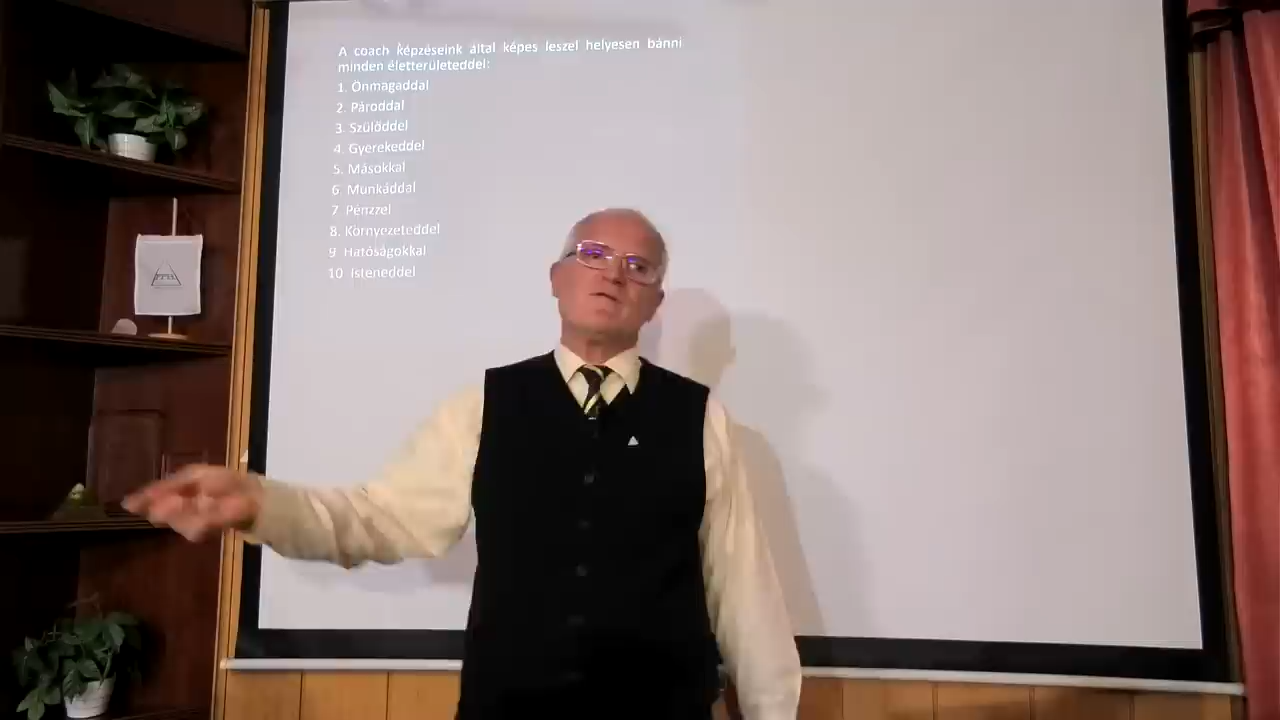 A coach képzéseink által képes leszel helyesen bánni
minden életterületeddel:
1. Önmagaddal
2. Pároddal
3. Szülőddel
4. Gyerekeddel
5. Másokkal
6. Munkáddal
7 Pénzzel
8. Környezeteddel
9 Hatóságokkal
10 Isteneddel